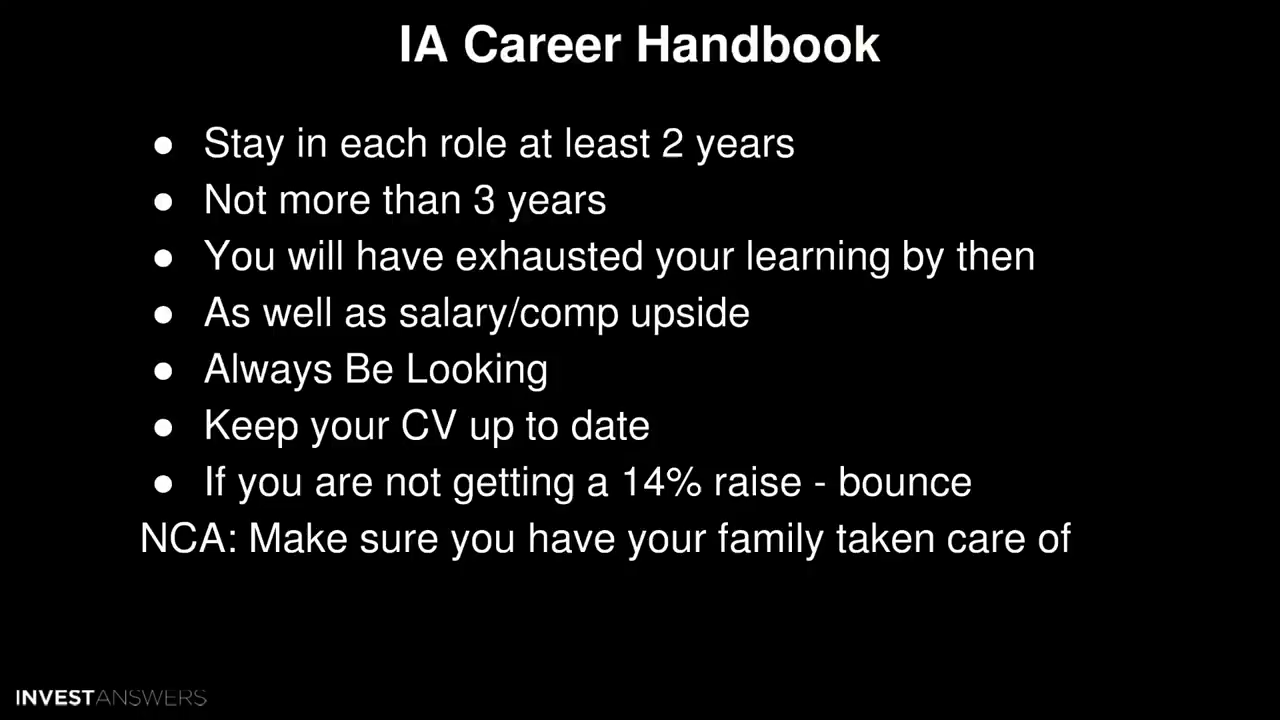 IA Career Handbook
● Stay in each role at least 2 years
● Not more than 3 years
● You will have exhausted your learning by then
● As well as salary/comp upside
● Always Be Looking
● Keep your CV up to date
● If you are not getting a 14% raise - bounce
NCA: Make sure you have your family taken care of
INVESTANSWERS